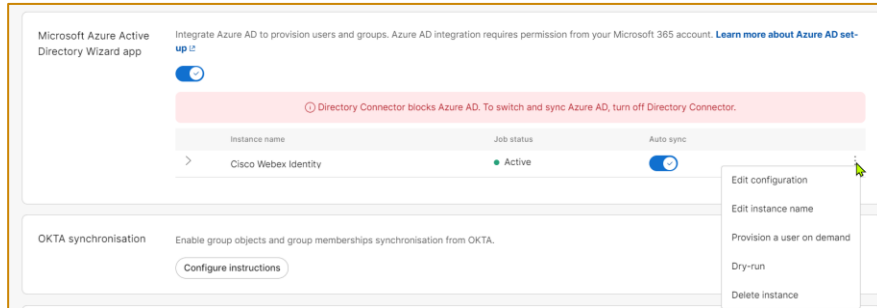 Microsoft Azure Active
Directory Wizard app
Integrate Azure AD to provision users and groups. Azure AD integration requires permission from your Microsoft 365 account. Learn more about Azure AD set-
up
Directory Connector blocks Azure AD. To switch and sync Azure AD, turn off Directory Connector.
Instance name Job status Auto sync
Cisco Webex Identity Active
Edit configuration
Edit instance name
Provision a user on demand
Dry-run
Delete instance
OKTA synchronisation
Enable group objects and group memberships synchronisation from OKTA.
Configure instructions